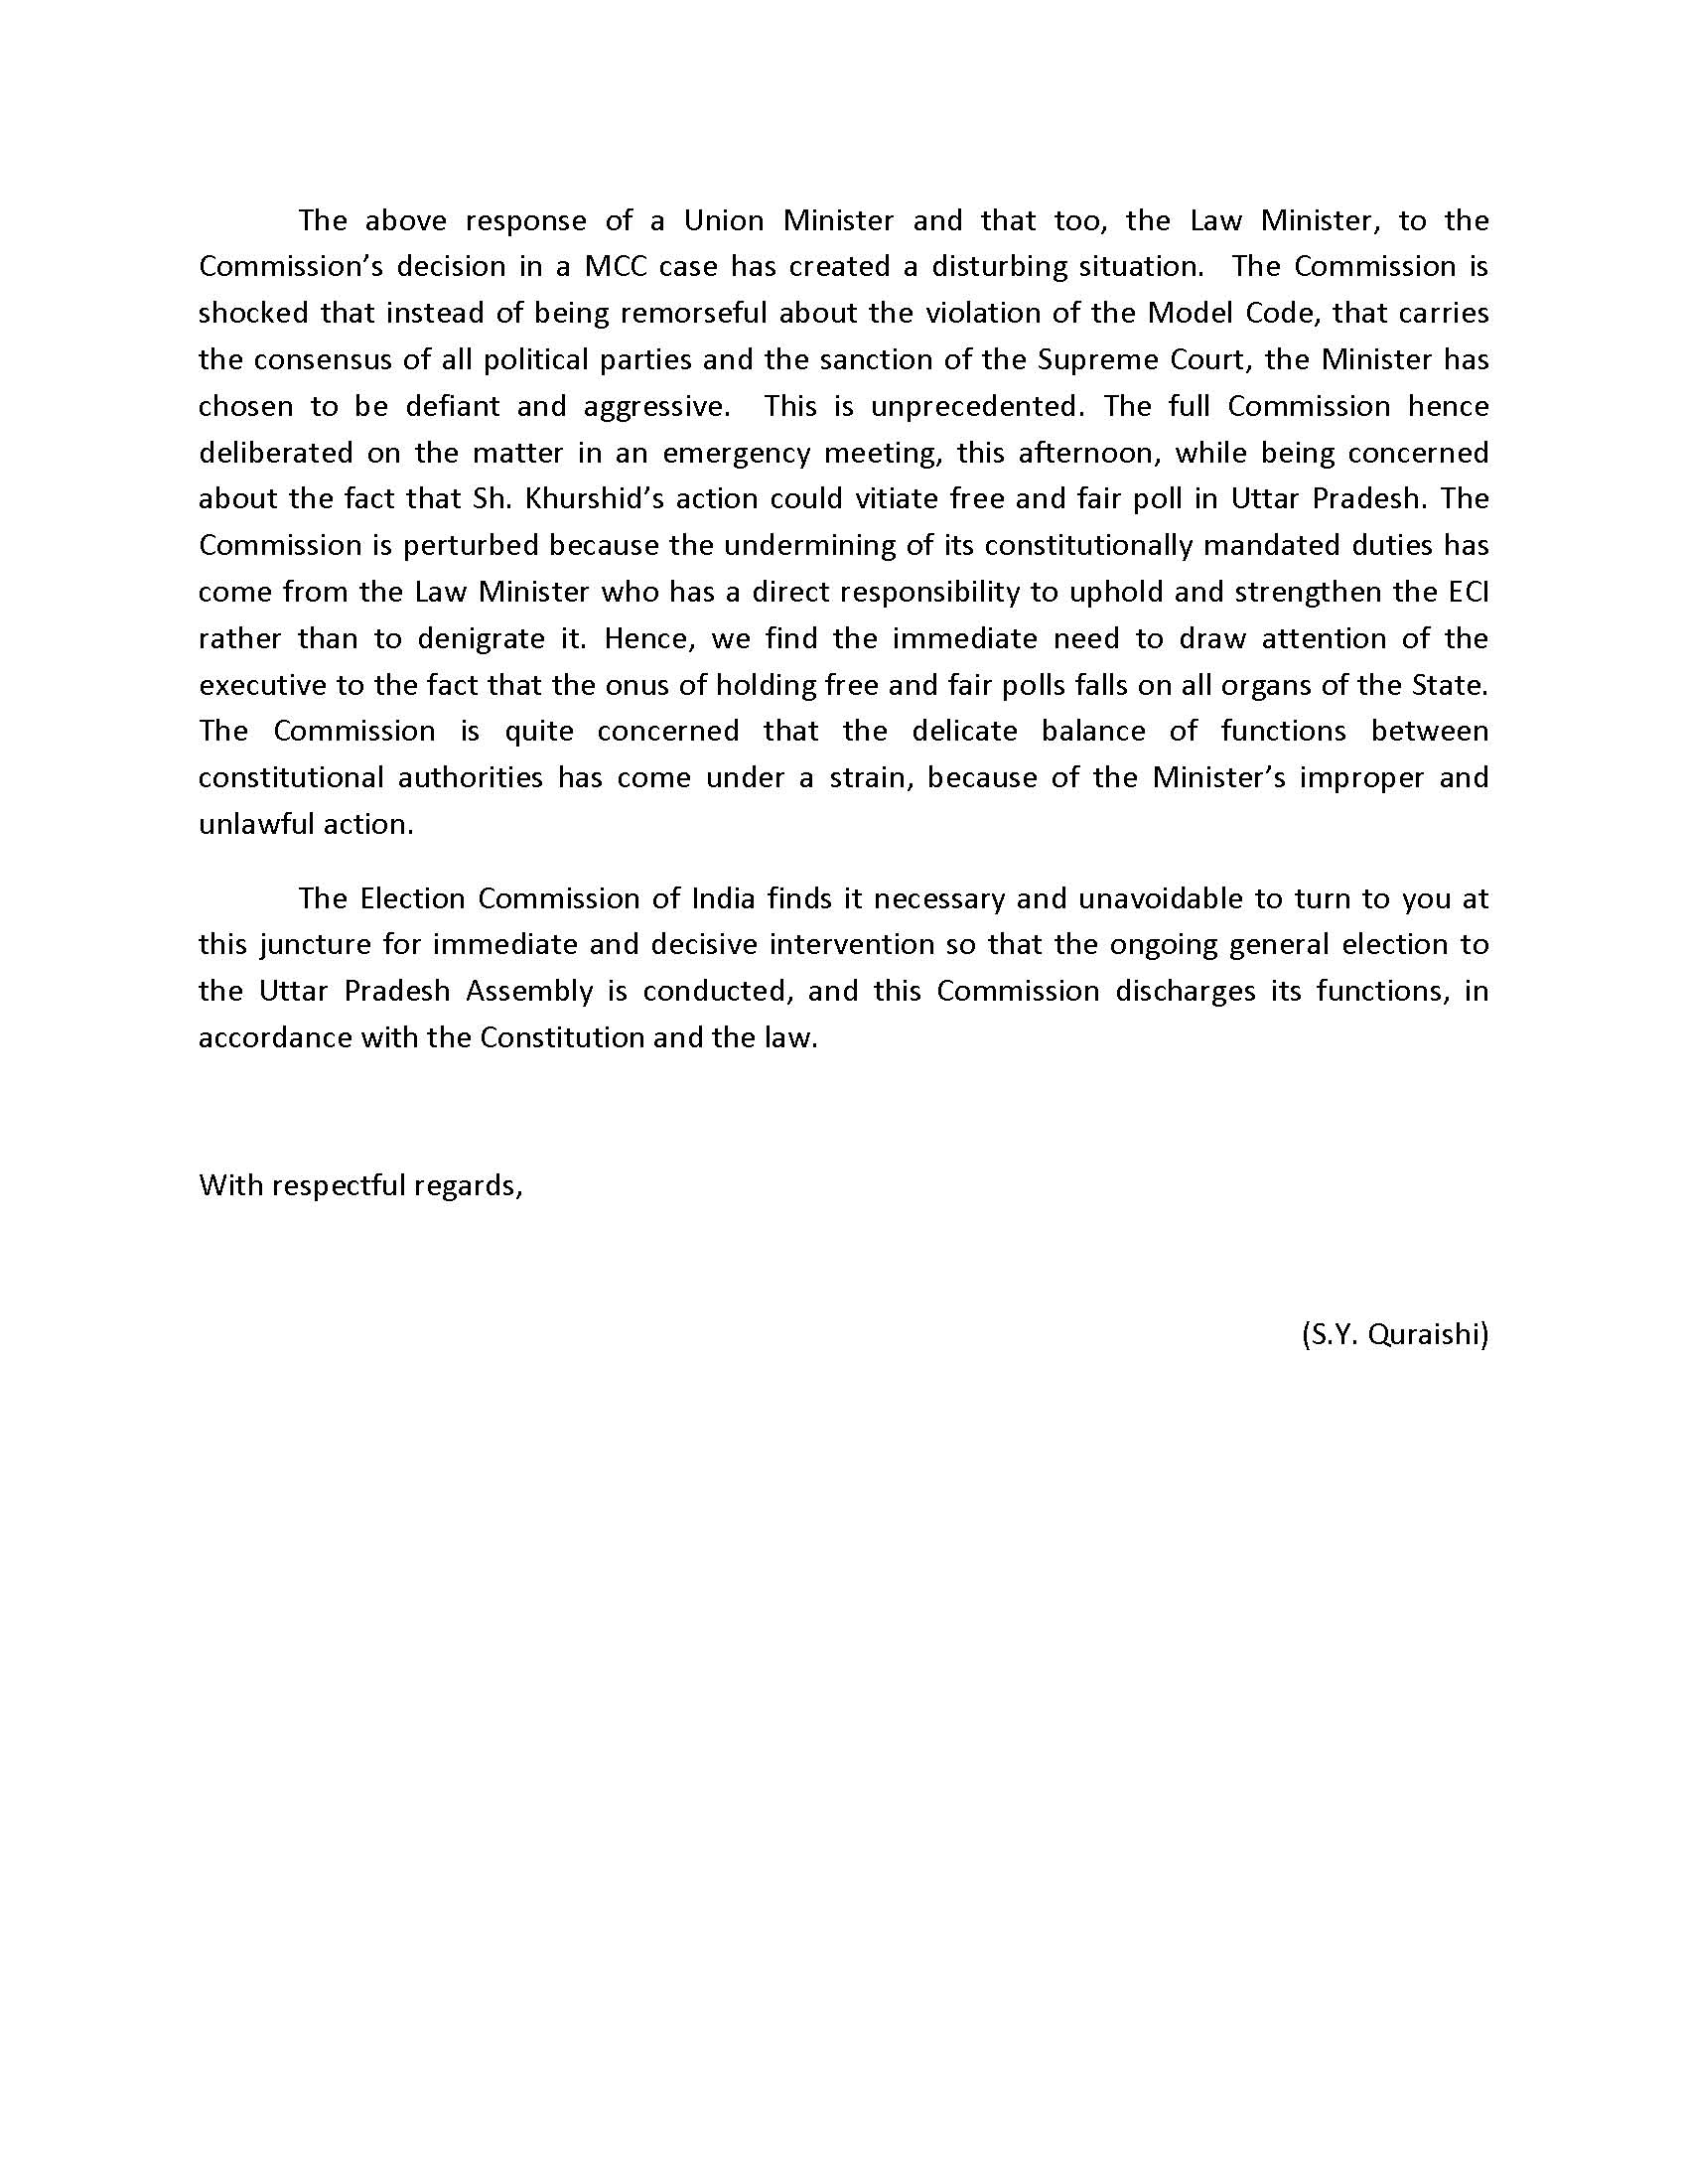 The above response of a Union Minister and that too, the Law Minister, to the
Commission’s decision in a MCC case has created a disturbing situation.  The Commission is
shocked that instead of being remorseful about the violation of the Model Code, that carries
the consensus of all political parties and the sanction of the Supreme Court, the Minister has
chosen to be defiant and aggressive.  This is unprecedented. The full Commission hence
deliberated on the matter in an emergency meeting, this afternoon, while being concerned
about the fact that Sh. Khurshid’s action could vitiate free and fair poll in Uttar Pradesh. The
Commission is perturbed because the undermining of its constitutionally mandated duties has
come from the Law Minister who has a direct responsibility to uphold and strengthen the ECI
rather than to denigrate it. Hence, we find the immediate need to draw attention of the
executive to the fact that the onus of holding free and fair polls falls on all organs of the State.
The Commission is quite concerned that the delicate balance of functions between
constitutional authorities has come under a strain, because of the Minister’s improper and
unlawful action.
The Election Commission of India finds it necessary and unavoidable to turn to you at
this juncture for immediate and decisive intervention so that the ongoing general election to
the Uttar Pradesh Assembly is conducted, and this Commission discharges its functions, in
accordance with the Constitution and the law.
With respectful regards,
(S.Y. Quraishi)